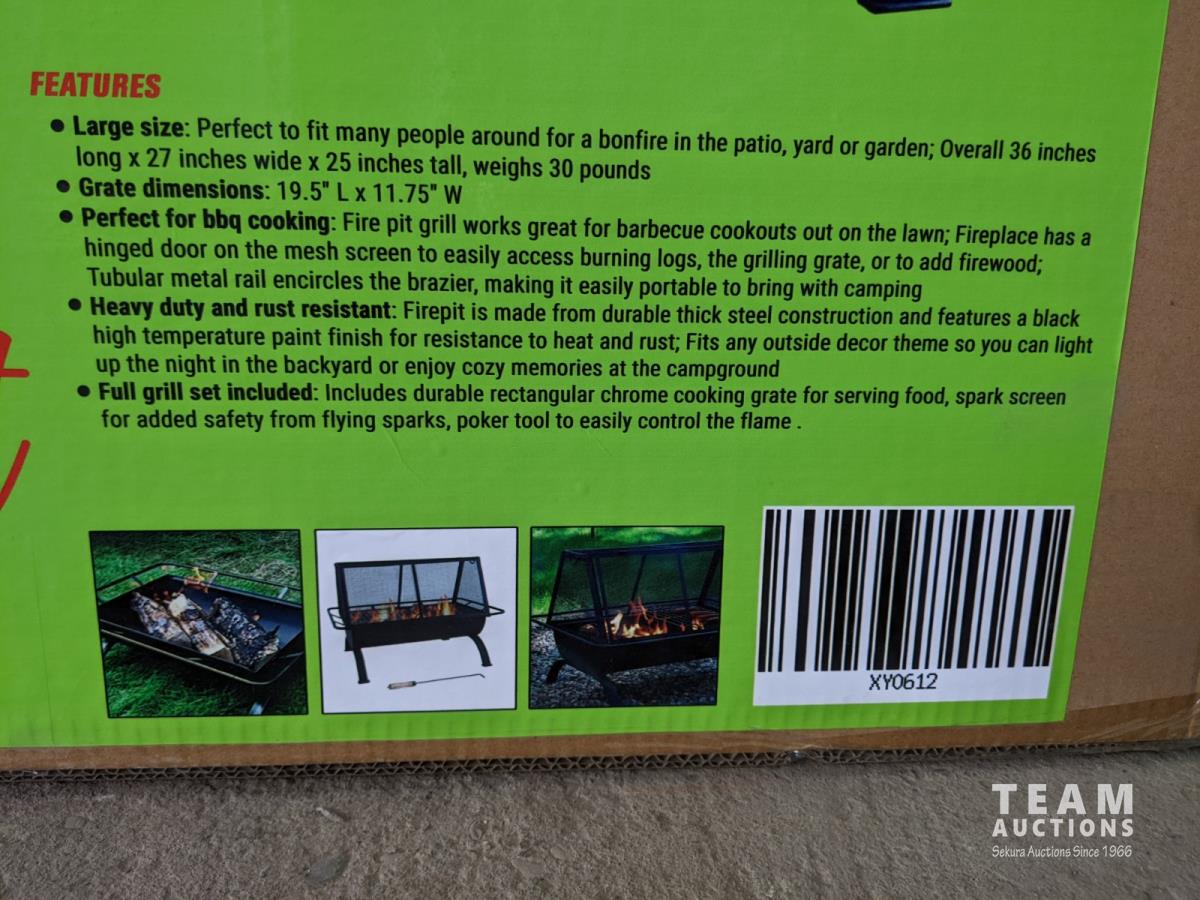 FEATURES
● Large size: Perfect to fit many people around for a bonfire in the patio, yard or garden; Overall 36 inches
long x 27 inches wide x 25 inches tall, weighs 30 pounds
● Grate dimensions: 19.5" L x 11.75" W
● Perfect for bbq cooking: Fire pit grill works great for barbecue cookouts out on the lawn; Fireplace has a
hinged door on the mesh screen to easily access burning logs, the grilling grate, or to add firewood;
Tubular metal rail encircles the brazier, making it easily portable to bring with camping
● Heavy duty and rust resistant: Firepit is made from durable thick steel construction and features a black
high temperature paint finish for resistance to heat and rust; Fits any outside decor theme so you can light
up the night in the backyard or enjoy cozy memories at the campground
● Full grill set included: Includes durable rectangular chrome cooking grate for serving food, spark screen
for added safety from flying sparks, poker tool to easily control the flame .
XY0612
TEAM
AUCTIONS
Sekura Auctions Since 1966